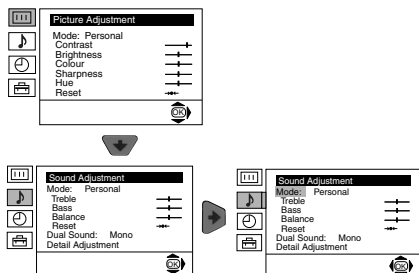 Picture Adjustment
Mode: Personal
Contrast
Brightness
Colour
Sharpness
Hue
Reset
OK
Sound Adjustment
Mode: Personal
Treble
Bass
Balance
Reset
Dual Sound: Mono
Detail Adjustment
OK
Sound Adjustment
Mode: Personal
Treble
Bass
Balance
Reset
Dual Sound: Mono
Detail Adjustment
OK